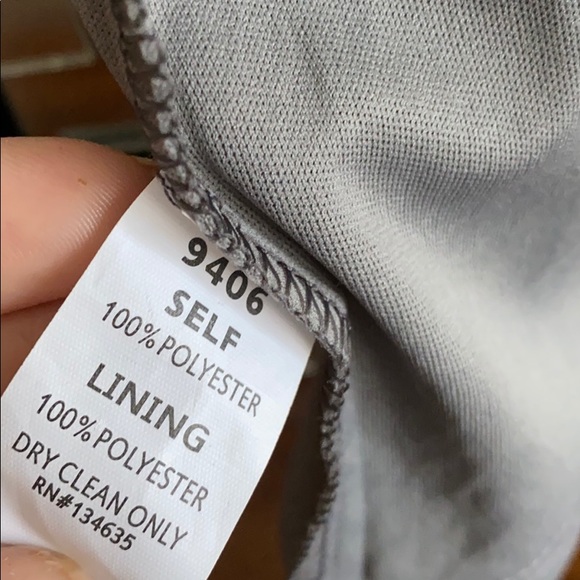 9406
SELF
100%POLYESTER
LINING
100%POLYESTER
DRY CLEAN ONLY
RN#134635